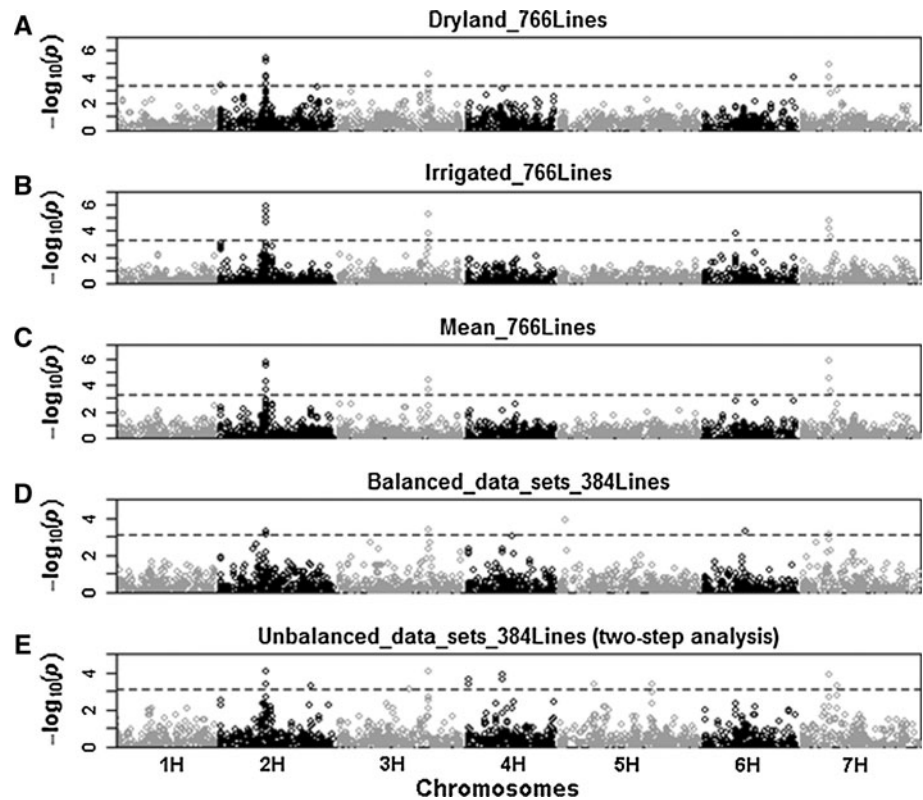 A
Dryland_766Lines
−log10(p)
6
4
2
0
B
Irrigated_766Lines
−log10(p)
6
4
2
0
C
Mean_766Lines
−log10(p)
6
4
2
0
D
Balanced_data_sets_384Lines
−log10(p)
4
2
0
E
Unbalanced_data_sets_384Lines (two-step analysis)
−log10(p)
4
2
0
1H 2H 3H 4H 5H 6H 7H
Chromosomes